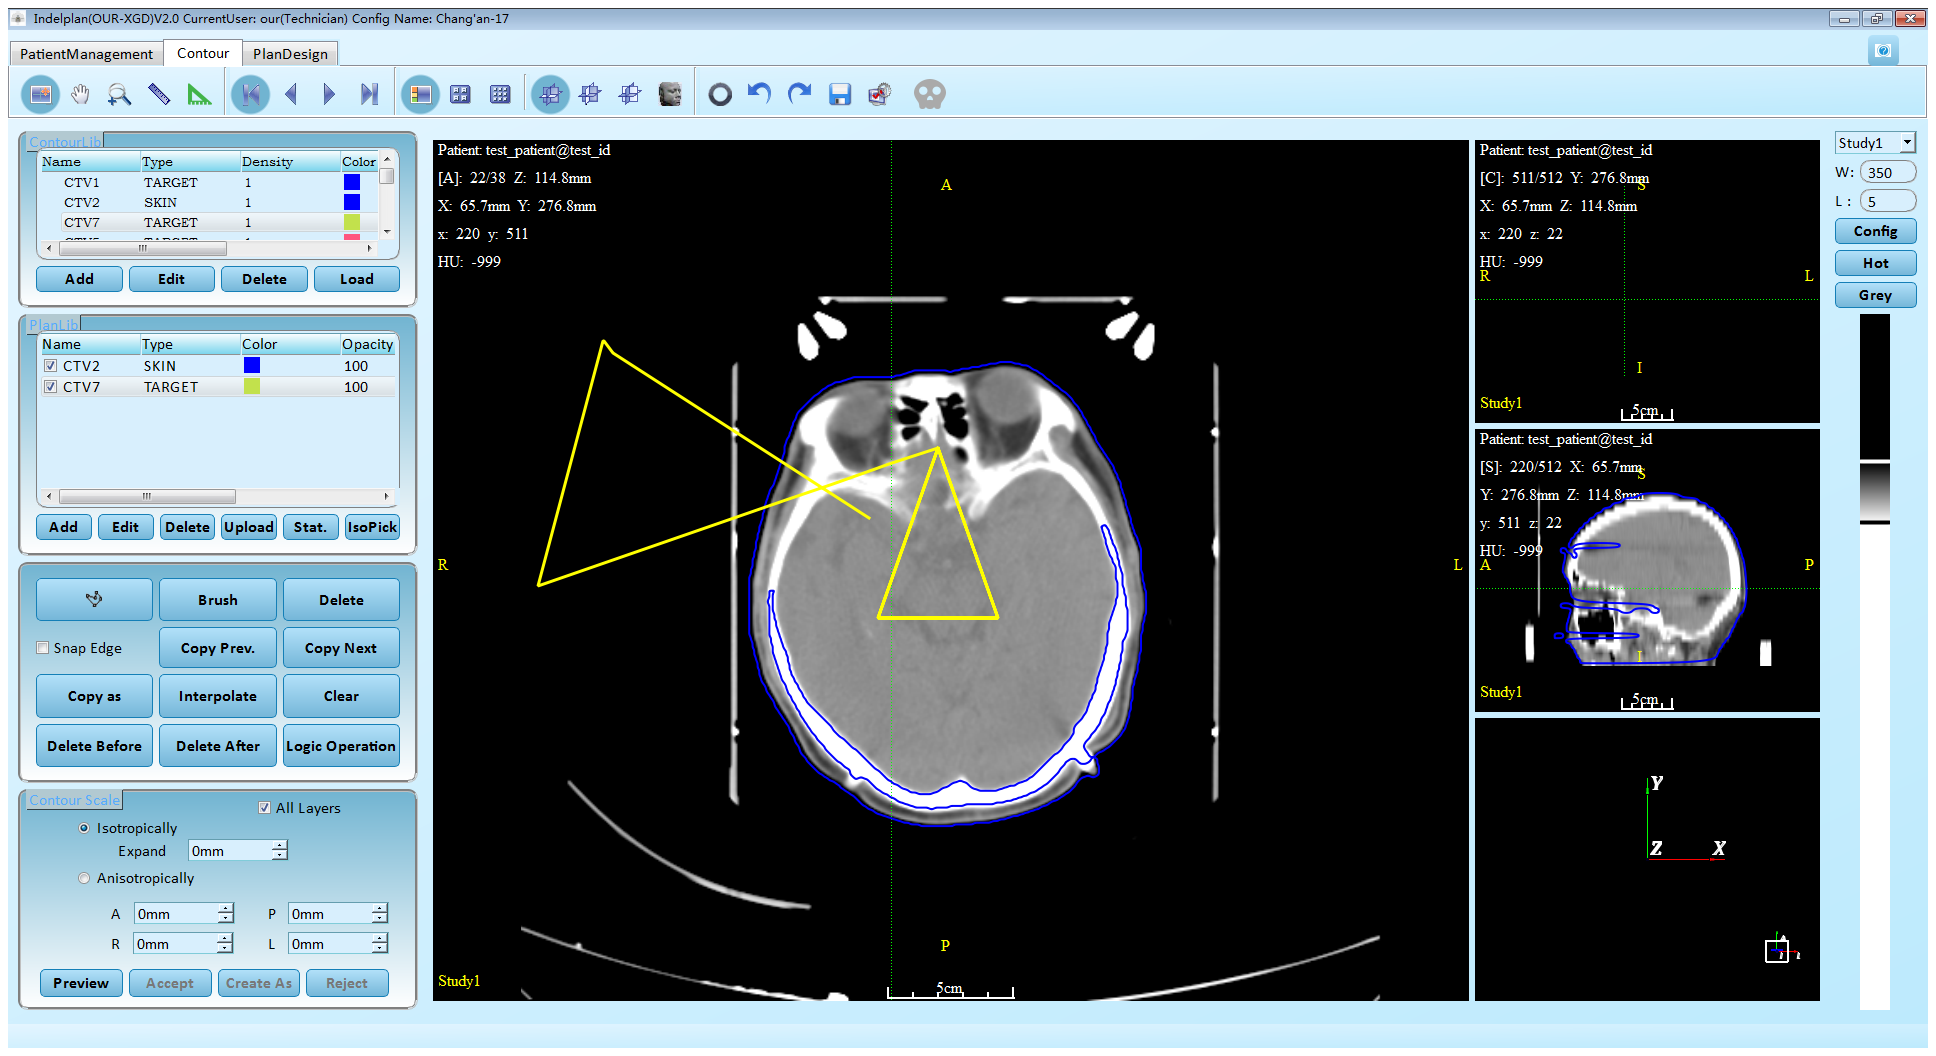 Indelplan(OUR-XGD)V2.0 CurrentUser: our(Technician) Config Name: Chang'an-17
PatientManagement Contour PlanDesign
ContourLib
Name Type Density Color
CTV1 TARGET 1
CTV2 SKIN 1
CTV7 TARGET 1
Add Edit Delete Load
PlanLib
Name Type Color Opacity
CTV2 SKIN 100
CTV7 TARGET 100
Add Edit Delete Upload Stat. IsoPick
Brush Delete
Snap Edge Copy Prev. Copy Next
Copy as Interpolate Clear
Delete Before Delete After Logic Operation
Contour Scale
All Layers
Isotropically
Expand 0mm
Anisotropically
A 0mm P 0mm
R 0mm L 0mm
Preview Accept Create As Reject
Patient: test_patient@test_id
[A]: 22/38 Z: 114.8mm
X: 65.7mm Y: 276.8mm
x: 220 y: 511
HU: -999
A
R
L
P
Study1
5cm
Patient: test_patient@test_id
[C]: 511/512 Y: 276.8mm
S
X: 65.7mm Z: 114.8mm
x: 220 z: 22
HU: -999
R
L
I
Study1
5cm
Patient: test_patient@test_id
[S]: 220/512 X: 65.7mm
S
Y: 276.8mm Z: 114.8mm
y: 511 z: 22
HU: -999
A
P
I
Study1
5cm
Y
Z
X
Study1
W: 350
L : 5
Config
Hot
Grey